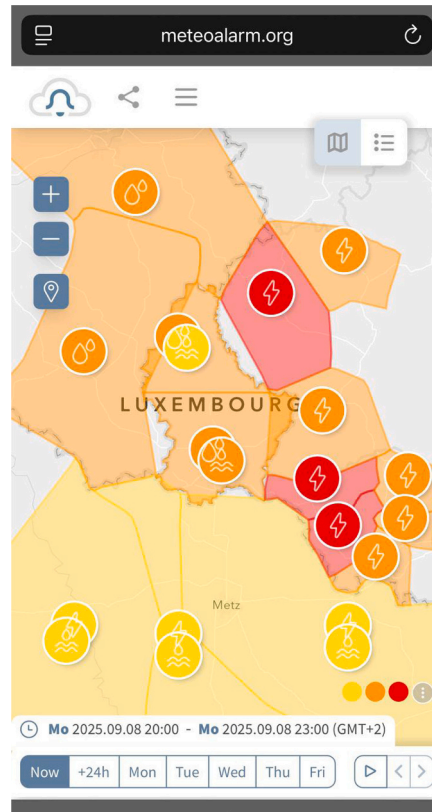 meteoalarm.org
LUXEMBOURG
Metz
Mo 2025.09.08 20:00 - Mo 2025.09.08 23:00 (GMT+2)
Now +24h Mon Tue Wed Thu Fri